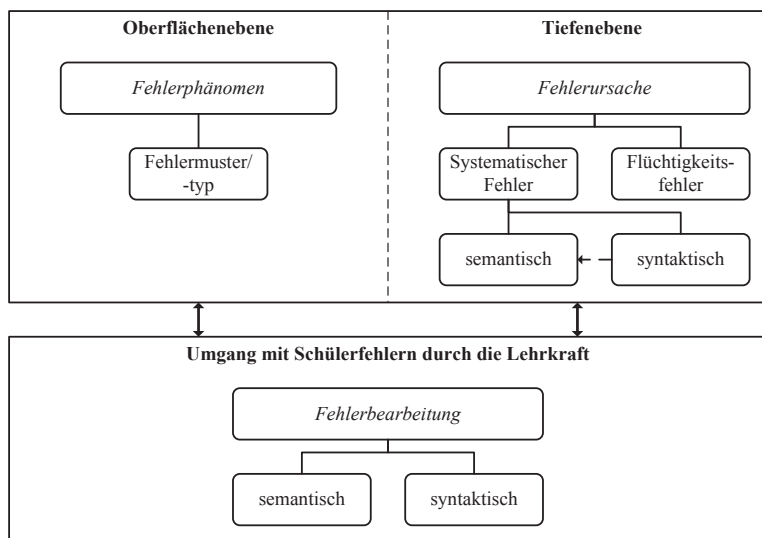 Oberflächenebene
Tiefenebene
Fehlerphänomen
Fehlerursache
Fehlermuster/
-typ
Systematischer
Fehler
Flüchtigkeits-
fehler
semantisch
syntaktisch
Umgang mit Schülerfehlern durch die Lehrkraft
Fehlerbearbeitung
semantisch
syntaktisch